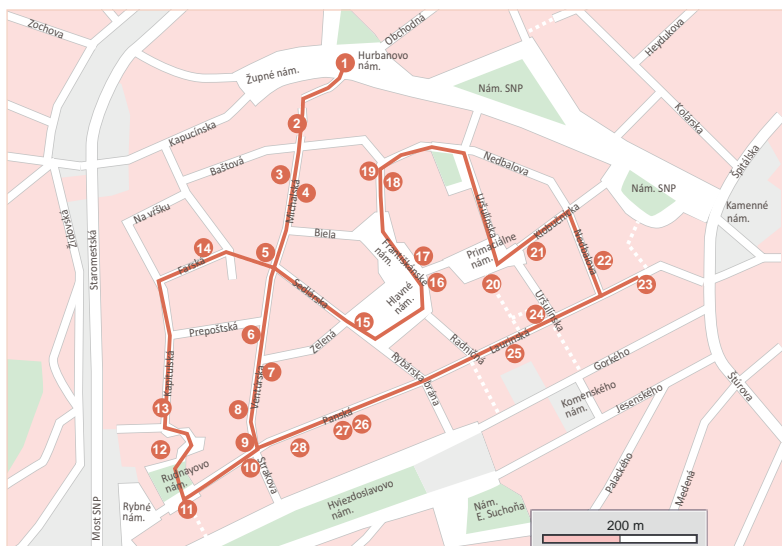 Zochova
Obchodná
1
Hurbanovo
nám.
Heydukova
Župné nám.
Nám. SNP
Kolárska
2
Kapucínska
Špitálska
Baštová
3
4
Michalská
19
18
Nedbalova
Nám. SNP
Kamenné
nám.
Na vŕšku
Uršulínska
Klobučnícka
Židovská
Staromestská
14
Biela
5
Farská
Františkánske
nám.
17
Primaciálne
nám.
21
Nedbalova
22
16
20
23
Sedlárska
Hlavné
nám.
Uršulínska
15
24
Prepoštská
6
Zelená
Radničná
Laurinská
25
Rybárska brána
Gorkého
7
Ventúrska
Kapitulská
Jesenského
Štúrova
Komenského
nám.
13
8
Panská
27
26
12
9
28
10
Strakova
Rudnayovo
nám.
11
Rybné
nám.
Most SNP
Hviezdoslavovo
nám.
Nám.
E. Suchoňa
Palackého
Medená
200 m